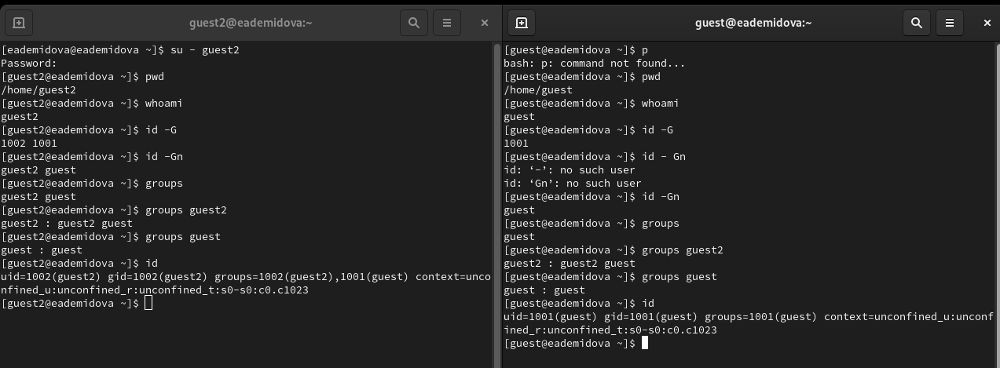 guest2@eademidova:~
[eademidova@eademidova ~]$ su - guest2
Password:
[guest2@eademidova ~]$ pwd
/home/guest2
[guest2@eademidova ~]$ whoami
guest2
[guest2@eademidova ~]$ id -G
1002 1001
[guest2@eademidova ~]$ id -Gn
guest2 guest
[guest2@eademidova ~]$ groups
guest2 guest
[guest2@eademidova ~]$ groups guest2
guest2 : guest2 guest
[guest2@eademidova ~]$ groups guest
guest : guest
[guest2@eademidova ~]$ id
uid=1002(guest2) gid=1002(guest2) groups=1002(guest2),1001(guest) context=unco
nfined_u:unconfined_r:unconfined_t:s0-s0:c0.c1023
[guest2@eademidova ~]$
guest@eademidova:~
[guest@eademidova ~]$ p
bash: p: command not found...
[guest@eademidova ~]$ pwd
/home/guest
[guest@eademidova ~]$ whoami
guest
[guest@eademidova ~]$ id -G
1001
[guest@eademidova ~]$ id - Gn
id: ‘-’: no such user
id: ‘Gn’: no such user
[guest@eademidova ~]$ id -Gn
guest
[guest@eademidova ~]$ groups
guest
[guest@eademidova ~]$ groups guest2
guest2 : guest2 guest
[guest@eademidova ~]$ groups guest
guest : guest
[guest@eademidova ~]$ id
uid=1001(guest) gid=1001(guest) groups=1001(guest) context=unconfined_u:unconf
ined_r:unconfined_t:s0-s0:c0.c1023
[guest@eademidova ~]$